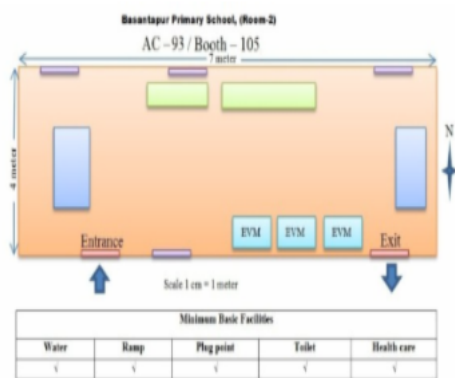 Basantapur Primary School, (Room-2)
AC – 93 / Booth – 105
7 meter
4 meter
N
EVM EVM EVM
Entrance Exit
Scale 1 cm = 1 meter
Minimum Basic Facilities
Water Ramp Plug point Toilet Health care
√ √ √ √ √